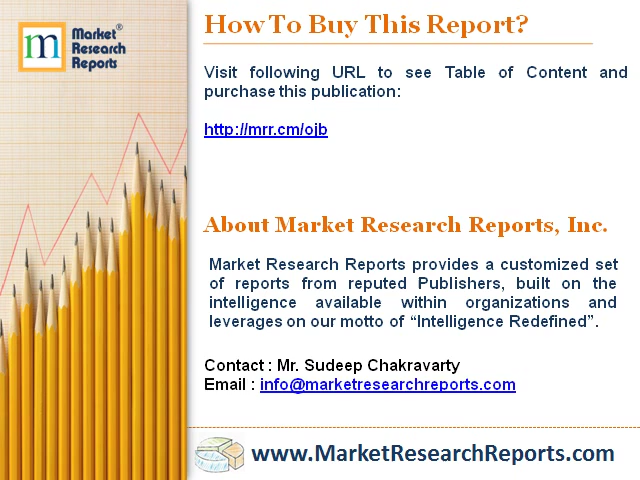 m
Market®
Research
Reports
How To Buy This Report?
Visit following URL to see Table of Content and
purchase this publication:
http://mrr.cm/ojb
About Market Research Reports, Inc.
Market Research Reports provides a customized set
of reports from reputed Publishers, built on the
intelligence available within organizations and
leverages on our motto of “Intelligence Redefined”.
Contact : Mr. Sudeep Chakravarty
Email : info@marketresearchreports.com
www.MarketResearchReports.com